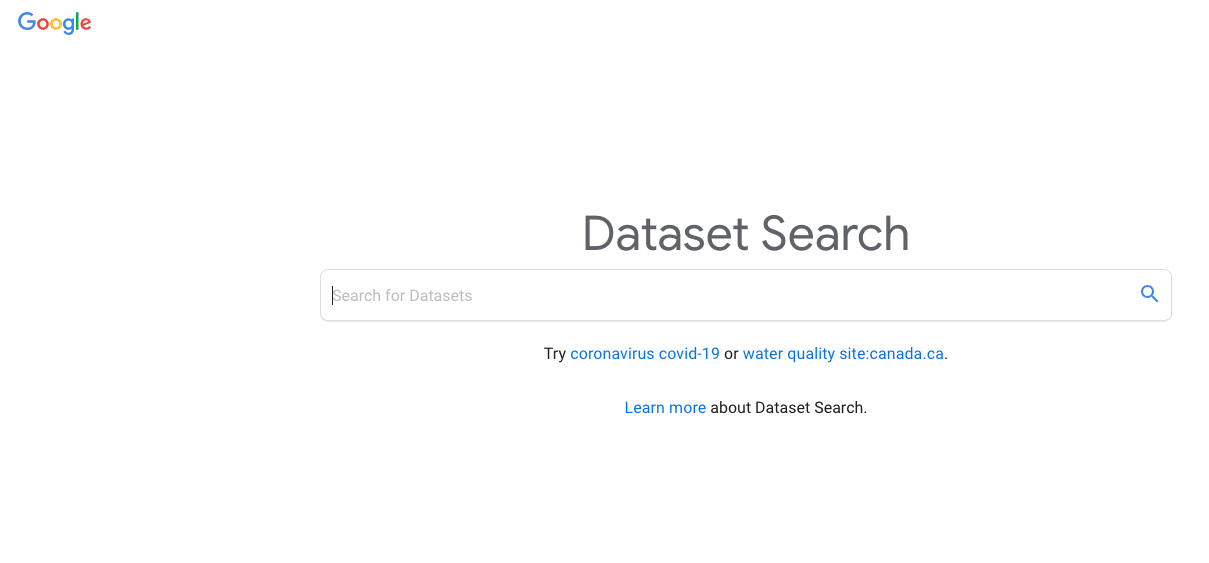 Google
Dataset Search
Search for Datasets
Try coronavirus covid-19 or water quality site:canada.ca.
Learn more about Dataset Search.